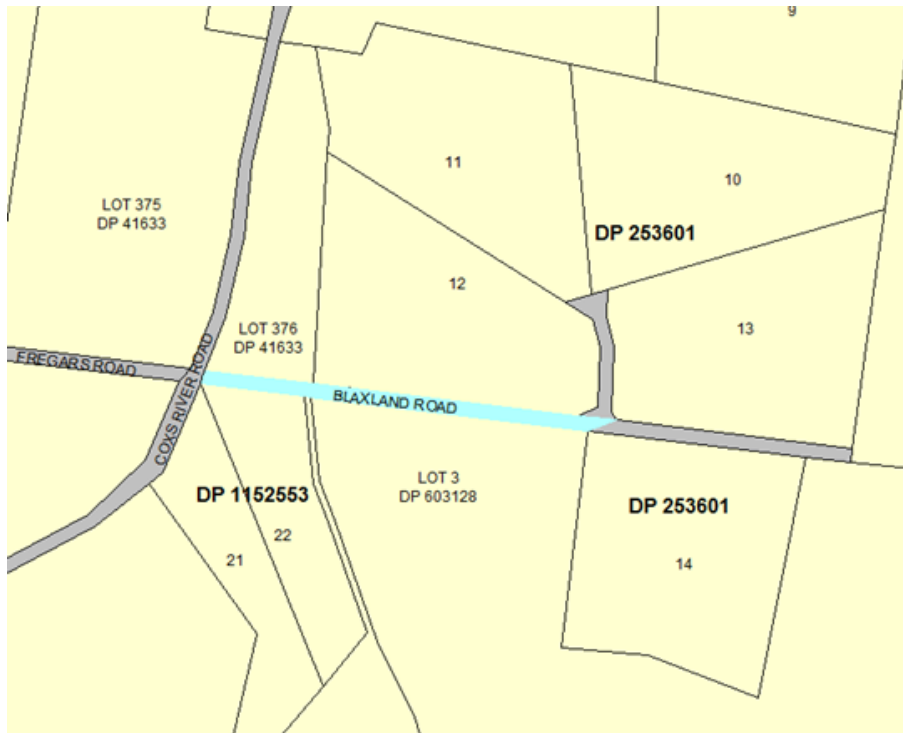 9
11
10
LOT 375
DP 41633
DP 253601
12
LOT 376
DP 41633
13
FREGARS ROAD
COXS RIVER ROAD
BLAXLAND ROAD
LOT 3
DP 603128
DP 1152553
DP 253601
22
21
14